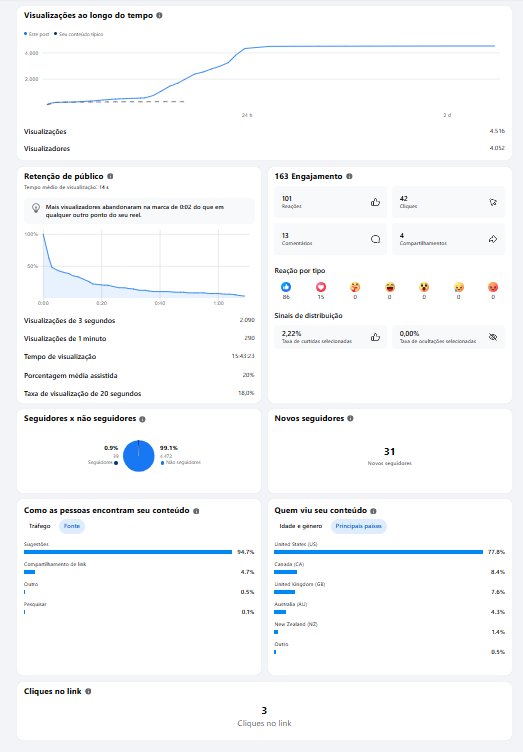 Visualizações ao longo do tempo
Este post Seu conteúdo típico
4.000
2.000
24 h
2 d
Visualizações 4.516
Visualizadores 4.052
Retenção de público
Tempo médio de visualização: 14 s
Mais visualizadores abandonaram na marca de 0:02 do que em
qualquer outro ponto do seu reel.
100%
50%
0:00 0:20 0:40 1:00
Visualizações de 3 segundos 2.090
Visualizações de 1 minuto 290
Tempo de visualização 15:43:23
Porcentagem média assistida 20%
Taxa de visualização de 20 segundos 18,0%
163 Engajamento
101
Reações
42
Cliques
13
Comentários
4
Compartilhamentos
Reação por tipo
86 15 0 0 0 0 0
Sinais de distribuição
2,22%
Taxa de curtidas selecionadas
0,00%
Taxa de ocultações selecionadas
Seguidores x não seguidores
0.9%
39
Seguidores
99.1%
4.472
Não seguidores
Novos seguidores
31
Novos seguidores
Como as pessoas encontram seu conteúdo
Tráfego Fonte
Sugestões
94.7%
Compartilhamento de link
4.7%
Outro
0.5%
Pesquisar
0.1%
Quem viu seu conteúdo
Idade e gênero Principais países
United States (US)
77.8%
Canada (CA)
8.4%
United Kingdom (GB)
7.6%
Australia (AU)
4.3%
New Zealand (NZ)
1.4%
Outro
0.5%
Cliques no link
3
Cliques no link